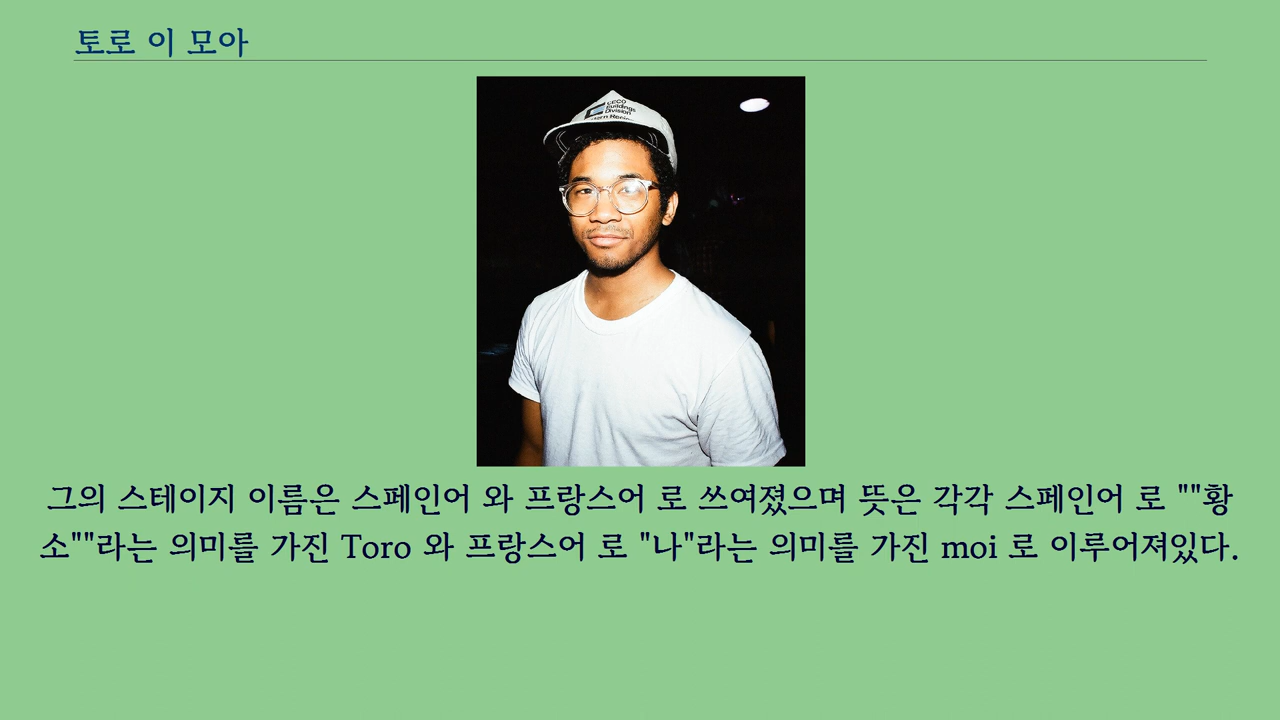 토로 이 모아
CECO
Buildings
Division
그의 스테이지 이름은 스페인어 와 프랑스어 로 쓰여졌으며 뜻은 각각 스페인어 로 ""황
소""라는 의미를 가진 Toro 와 프랑스어 로 "나"라는 의미를 가진 moi 로 이루어져있다.